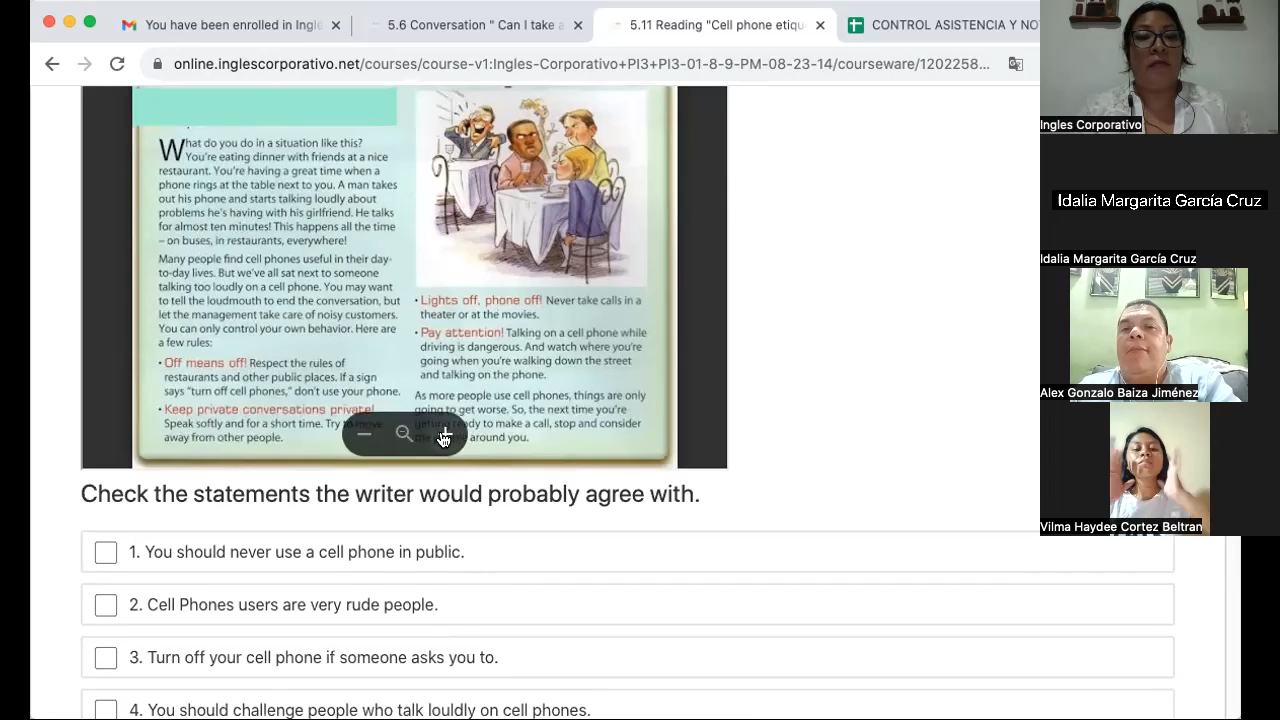 You have been enrolled in Ingle
5.6 Conversation " Can I take a
5.11 Reading "Cell phone etiqu
CONTROL ASISTENCIA Y NO
online.inglescorporativo.net/courses/course-v1:Ingles-Corporativo+PI3+PI3-01-8-9-PM-08-23-14/courseware/1202258...
Ingles Corporativo
Idalia Margarita García Cruz
Idalia Margarita García Cruz
Alex Gonzalo Baiza Jiménez
Vilma Haydee Cortez Beltran
What do you do in a situation like this?
You're eating dinner with friends at a nice
restaurant. You're having a great time when a
phone rings at the table next to you. A man takes
out his phone and starts talking loudly about
problems he's having with his girlfriend. He talks
for almost ten minutes! This happens all the time
– on buses, in restaurants, everywhere!
Many people find cell phones useful in their day-
to-day lives. But we've all sat next to someone
talking too loudly on a cell phone. You may want
to tell the loudmouth to end the conversation, but
let the management take care of noisy customers.
You can only control your own behavior. Here are
a few rules:
• Off means off! Respect the rules of
restaurants and other public places. If a sign
says "turn off cell phones," don't use your phone.
• Keep private conversations private!
Speak softly and for a short time. Try to move
away from other people.
• Lights off, phone off! Never take calls in a
theater or at the movies.
• Pay attention! Talking on a cell phone while
driving is dangerous. And watch where you're
going when you're walking down the street
and talking on the phone.
As more people use cell phones, things are only
going to get worse. So, the next time you're
getting ready to make a call, stop and consider
around you.
Check the statements the writer would probably agree with.
1. You should never use a cell phone in public.
2. Cell Phones users are very rude people.
3. Turn off your cell phone if someone asks you to.
4. You should challenge people who talk louldly on cell phones.